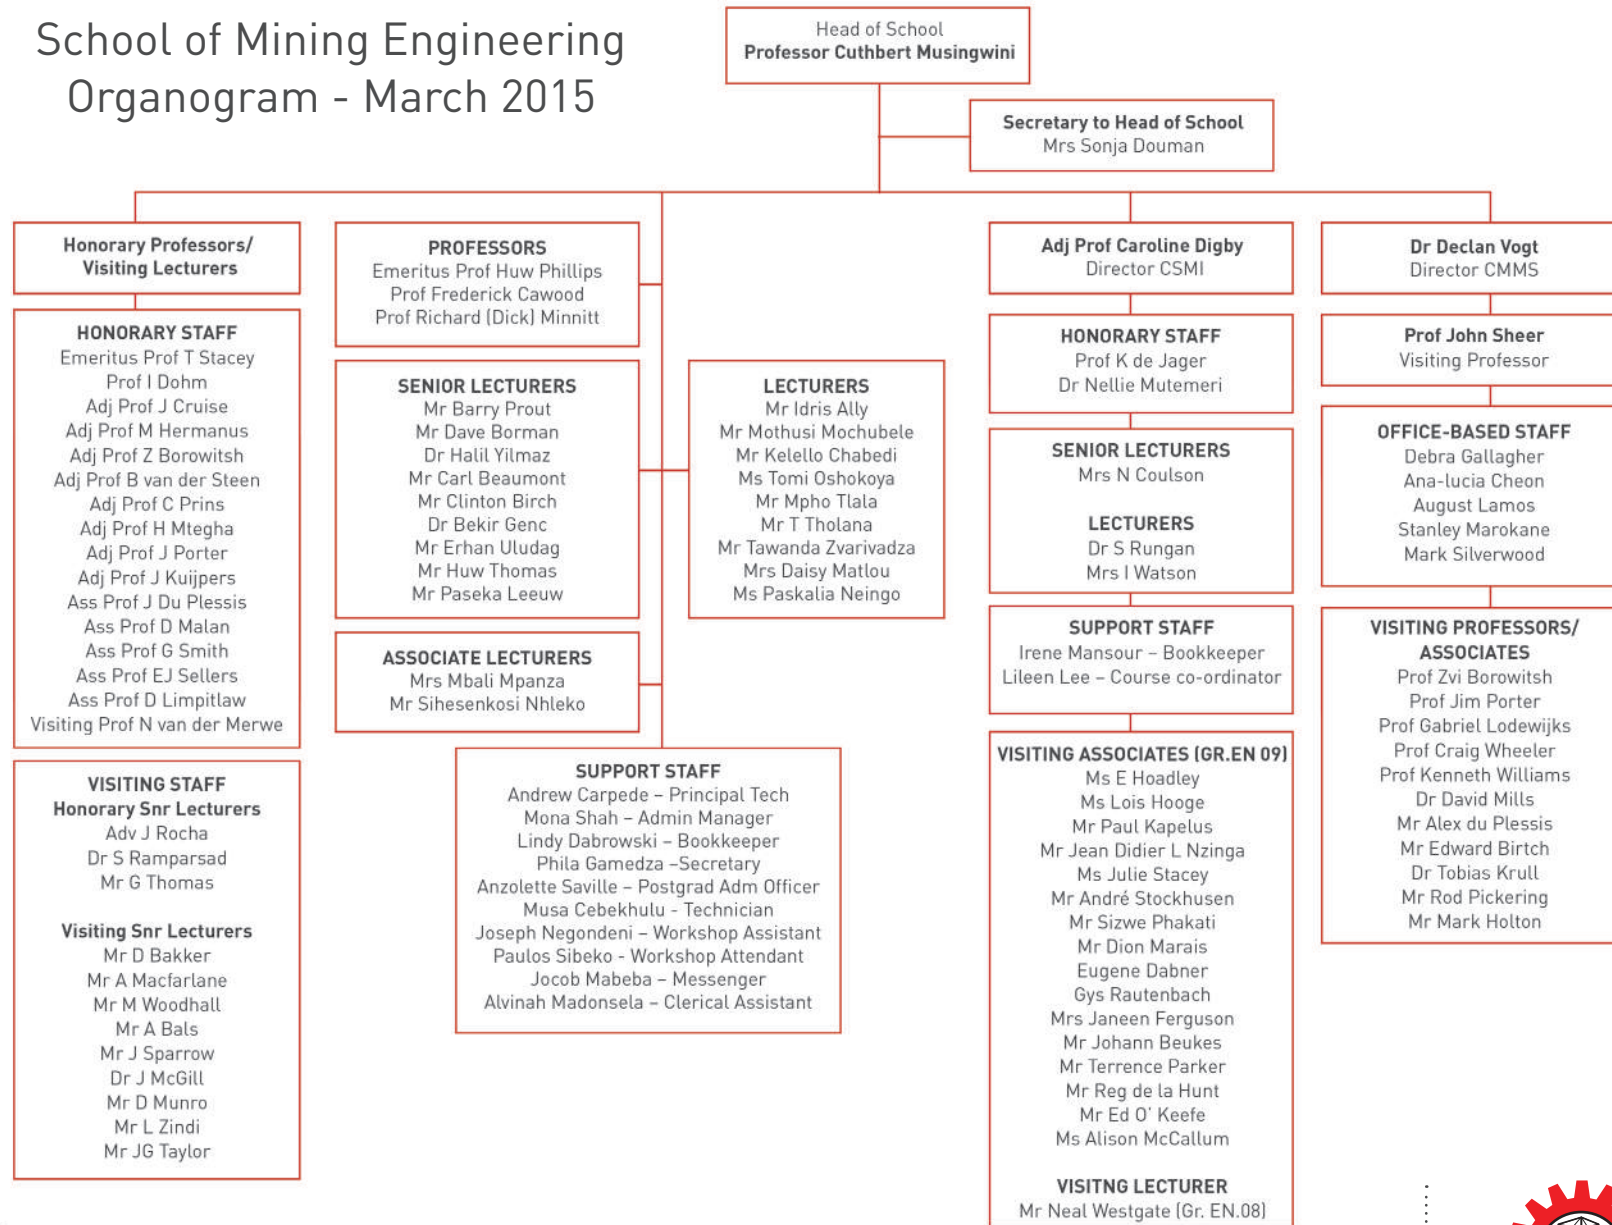 School of Mining Engineering
Organogram - March 2015
Head of School
Professor Cuthbert Musingwini
Secretary to Head of School
Mrs Sonja Douman
Honorary Professors/
Visiting Lecturers
HONORARY STAFF
Emeritus Prof T Stacey
Prof I Dohm
Adj Prof J Cruise
Adj Prof M Hermanus
Adj Prof Z Borowitsh
Adj Prof B van der Steen
Adj Prof C Prins
Adj Prof H Mtegha
Adj Prof J Porter
Adj Prof J Kuijpers
Ass Prof J Du Plessis
Ass Prof D Malan
Ass Prof G Smith
Ass Prof EJ Sellers
Ass Prof D Limpitlaw
Visiting Prof N van der Merwe
VISITING STAFF
Honorary Snr Lecturers
Adv J Rocha
Dr S Ramparsad
Mr G Thomas
Visiting Snr Lecturers
Mr D Bakker
Mr A Macfarlane
Mr M Woodhall
Mr A Bals
Mr J Sparrow
Dr J McGill
Mr D Munro
Mr L Zindi
Mr JG Taylor
PROFESSORS
Emeritus Prof Huw Phillips
Prof Frederick Cawood
Prof Richard (Dick) Minnitt
SENIOR LECTURERS
Mr Barry Prout
Mr Dave Borman
Dr Halil Yilmaz
Mr Carl Beaumont
Mr Clinton Birch
Dr Bekir Genc
Mr Erhan Uludag
Mr Huw Thomas
Mr Paseka Leeuw
LECTURERS
Mr Idris Ally
Mr Mothusi Mochubele
Mr Kelello Chabedi
Ms Tomi Oshokoya
Mr Mpho Tlala
Mr T Tholana
Mr Tawanda Zvarivadza
Mrs Daisy Matlou
Ms Paskalia Neingo
ASSOCIATE LECTURERS
Mrs Mbali Mpanza
Mr Sihesenkosi Nhleko
SUPPORT STAFF
Andrew Carpede – Principal Tech
Mona Shah – Admin Manager
Lindy Dabrowski – Bookkeeper
Phila Gamedza –Secretary
Anzolette Saville – Postgrad Adm Officer
Musa Cebekhulu - Technician
Joseph Negondeni – Workshop Assistant
Paulos Sibeko - Workshop Attendant
Jocob Mabeba – Messenger
Alvinah Madonsela – Clerical Assistant
Adj Prof Caroline Digby
Director CSMI
HONORARY STAFF
Prof K de Jager
Dr Nellie Mutemeri
SENIOR LECTURERS
Mrs N Coulson
LECTURERS
Dr S Rungan
Mrs I Watson
SUPPORT STAFF
Irene Mansour – Bookkeeper
Lileen Lee – Course co-ordinator
VISITING ASSOCIATES (GR.EN 09)
Ms E Hoadley
Ms Lois Hooge
Mr Paul Kapelus
Mr Jean Didier L Nzinga
Ms Julie Stacey
Mr André Stockhusen
Mr Sizwe Phakati
Mr Dion Marais
Eugene Dabner
Gys Rautenbach
Mrs Janeen Ferguson
Mr Johann Beukes
Mr Terrence Parker
Mr Reg de la Hunt
Mr Ed O' Keefe
Ms Alison McCallum
VISITNG LECTURER
Mr Neal Westgate (Gr. EN.08)
Dr Declan Vogt
Director CMMS
Prof John Sheer
Visiting Professor
OFFICE-BASED STAFF
Debra Gallagher
Ana-lucia Cheon
August Lamos
Stanley Marokane
Mark Silverwood
VISITING PROFESSORS/
ASSOCIATES
Prof Zvi Borowitsh
Prof Jim Porter
Prof Gabriel Lodewijks
Prof Craig Wheeler
Prof Kenneth Williams
Dr David Mills
Mr Alex du Plessis
Mr Edward Birtch
Dr Tobias Krull
Mr Rod Pickering
Mr Mark Holton